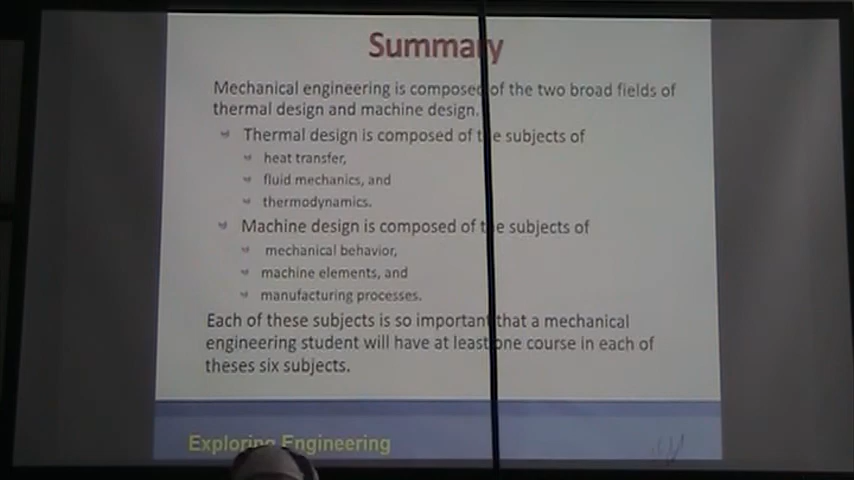 Summary
Mechanical engineering is composed of the two broad fields of
thermal design and machine design.
Thermal design is composed of the subjects of
heat transfer,
fluid mechanics, and
thermodynamics.
Machine design is composed of the subjects of
mechanical behavior,
machine elements, and
manufacturing processes.
Each of these subjects is so important that a mechanical
engineering student will have at least one course in each of
theses six subjects.
Exploring Engineering